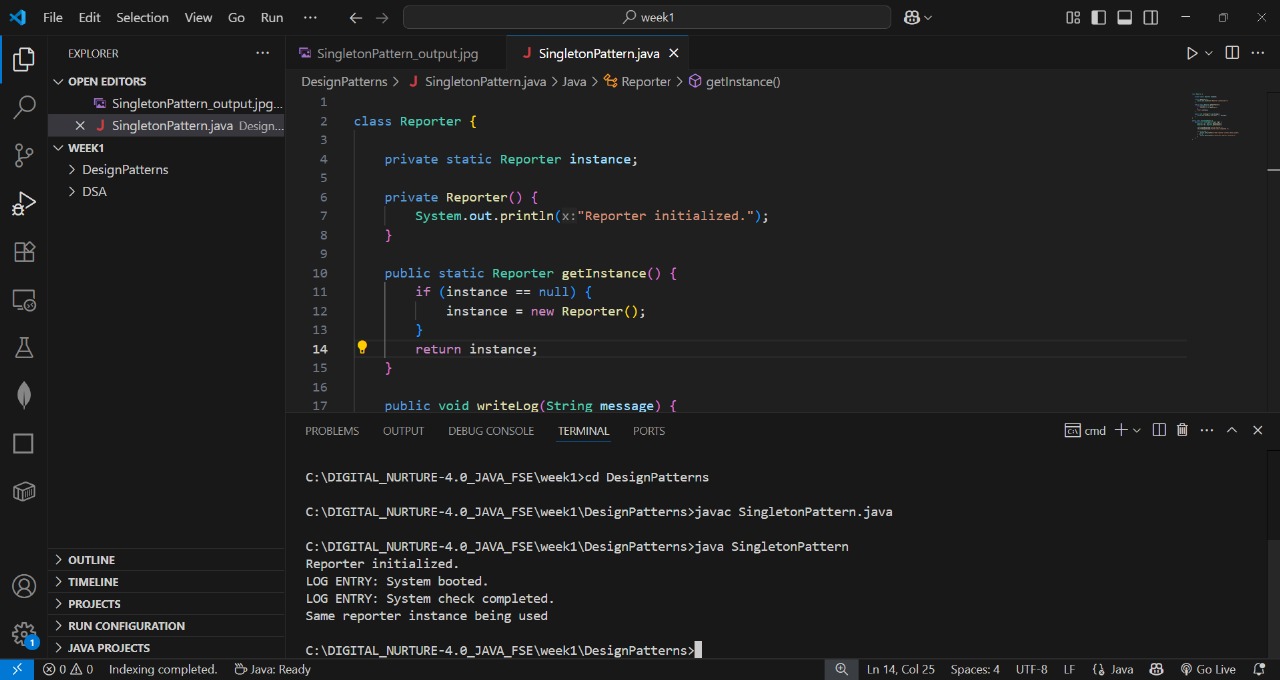 File Edit Selection View Go Run ··· week1
EXPLORER ···
OPEN EDITORS
SingletonPattern_output.jpg...
SingletonPattern.java Design...
WEEK1
DesignPatterns
DSA
OUTLINE
TIMELINE
PROJECTS
RUN CONFIGURATION
JAVA PROJECTS
SingletonPattern_output.jpg SingletonPattern.java
DesignPatterns > SingletonPattern.java > Java > Reporter > getInstance()
1
2 class Reporter {
3
4 private static Reporter instance;
5
6 private Reporter() {
7 System.out.println(x:"Reporter initialized.");
8 }
9
10 public static Reporter getInstance() {
11 if (instance == null) {
12 instance = new Reporter();
13 }
14 return instance;
15 }
16
17 public void writeLog(String message) {
PROBLEMS OUTPUT DEBUG CONSOLE TERMINAL PORTS cmd
C:\DIGITAL_NURTURE-4.0_JAVA_FSE\week1>cd DesignPatterns
C:\DIGITAL_NURTURE-4.0_JAVA_FSE\week1\DesignPatterns>javac SingletonPattern.java
C:\DIGITAL_NURTURE-4.0_JAVA_FSE\week1\DesignPatterns>java SingletonPattern
Reporter initialized.
LOG ENTRY: System booted.
LOG ENTRY: System check completed.
Same reporter instance being used
C:\DIGITAL_NURTURE-4.0_JAVA_FSE\week1\DesignPatterns>
1
0 0 Indexing completed. Java: Ready Ln 14, Col 25 Spaces: 4 UTF-8 LF Java Go Live